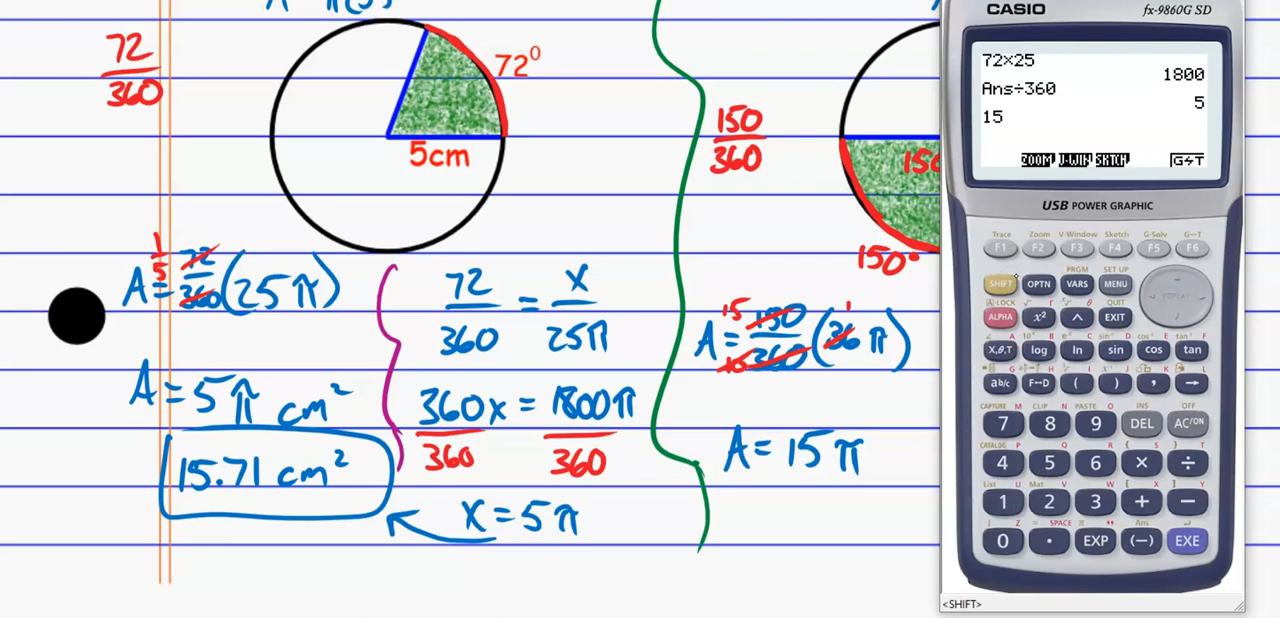 72
360
72⁰
5cm
A = 72/360 (25π)
1
5
A = 5π cm²
15.71 cm²
72/360 = x/25π
360x = 1800π
360 360
x = 5π
150
360
150°
A = 150/360 (36π)
15
1
A = 15π
CASIO fx-9860G SD
72×25
1800
Ans÷360
5
15
ZOOM V-WIN SKTCH G↔T
USB POWER GRAPHIC
Trace Zoom V-Window Sketch G-Solv G↔T
F1 F2 F3 F4 F5 F6
PRGM SET UP
SHIFT OPTN VARS MENU
REPLAY
A-LOCK √ θ QUIT
ALPHA x² ^ EXIT
X,θ,T log ln sin cos tan
a b/c F↔D ( ) , →
CAPTURE M CLIP N PASTE O INS OFF
7 8 9 DEL AC/ON
CATALOG P Q R { S } T
4 5 6 × ÷
List U Mat V W [ X ] Y
1 2 3 + −
i Z = SPACE π " Ans
0 . EXP (−) EXE
<SHIFT>